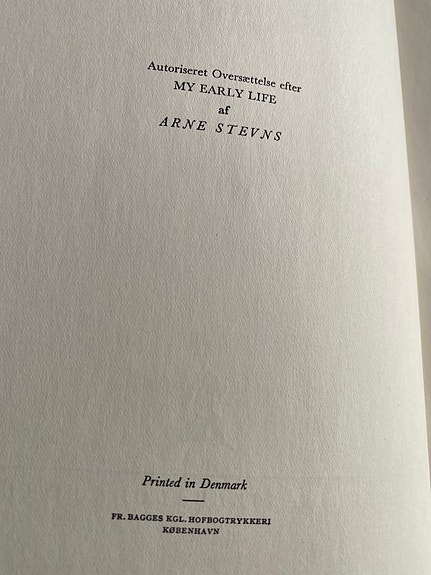 Autoriseret Oversættelse efter
MY EARLY LIFE
af
ARNE STEVNS
Printed in Denmark
FR. BAGGES KGL. HOFBOGTRYKKERI
KØBENHAVN